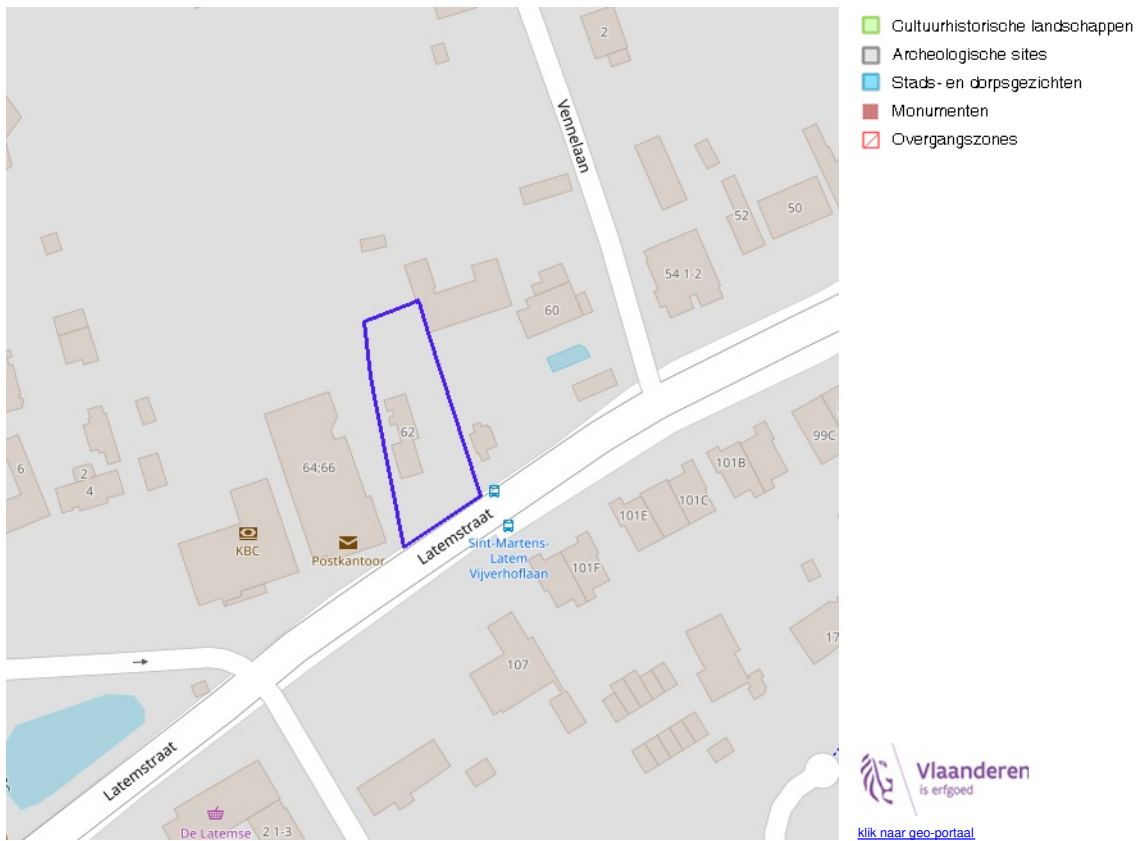 2
Vennelaan
50
52
54 1-2
60
62
64;66
6
2
4
KBC
Postkantoor
Latemstraat
Sint-Martens-
Latem
Vijverhoflaan
99C
101B
101C
101E
101F
107
17
Latemstraat
De Latemse
2 1-3
Cultuurhistorische landschappen
Archeologische sites
Stads- en dorpsgezichten
Monumenten
Overgangszones
Vlaanderen
is erfgoed
klik naar geo-portaal